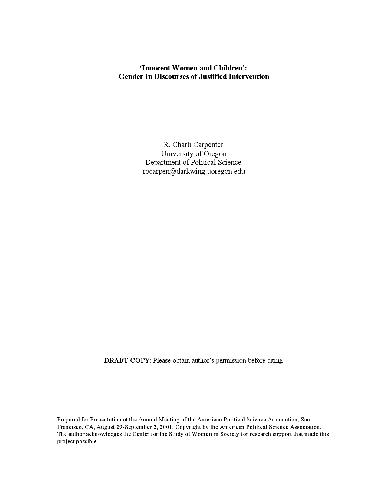 'Innocent Women and Children':
Gender in Discourses of Justified Intervention
R. Charli Carpenter
University of Oregon
Department of Political Science
rccarpen@darkwing.uoregon.edu
DRAFT COPY: Please obtain author's permission before citing.
Prepared for Presentation at the Annual Meeting of the American Political Science Association, San
Francisco, CA, August 29-September 2, 2001. Copyright by the American Political Science Association.
The author acknowledges the Center for the Study of Women in Society for research support that made this
project possible.